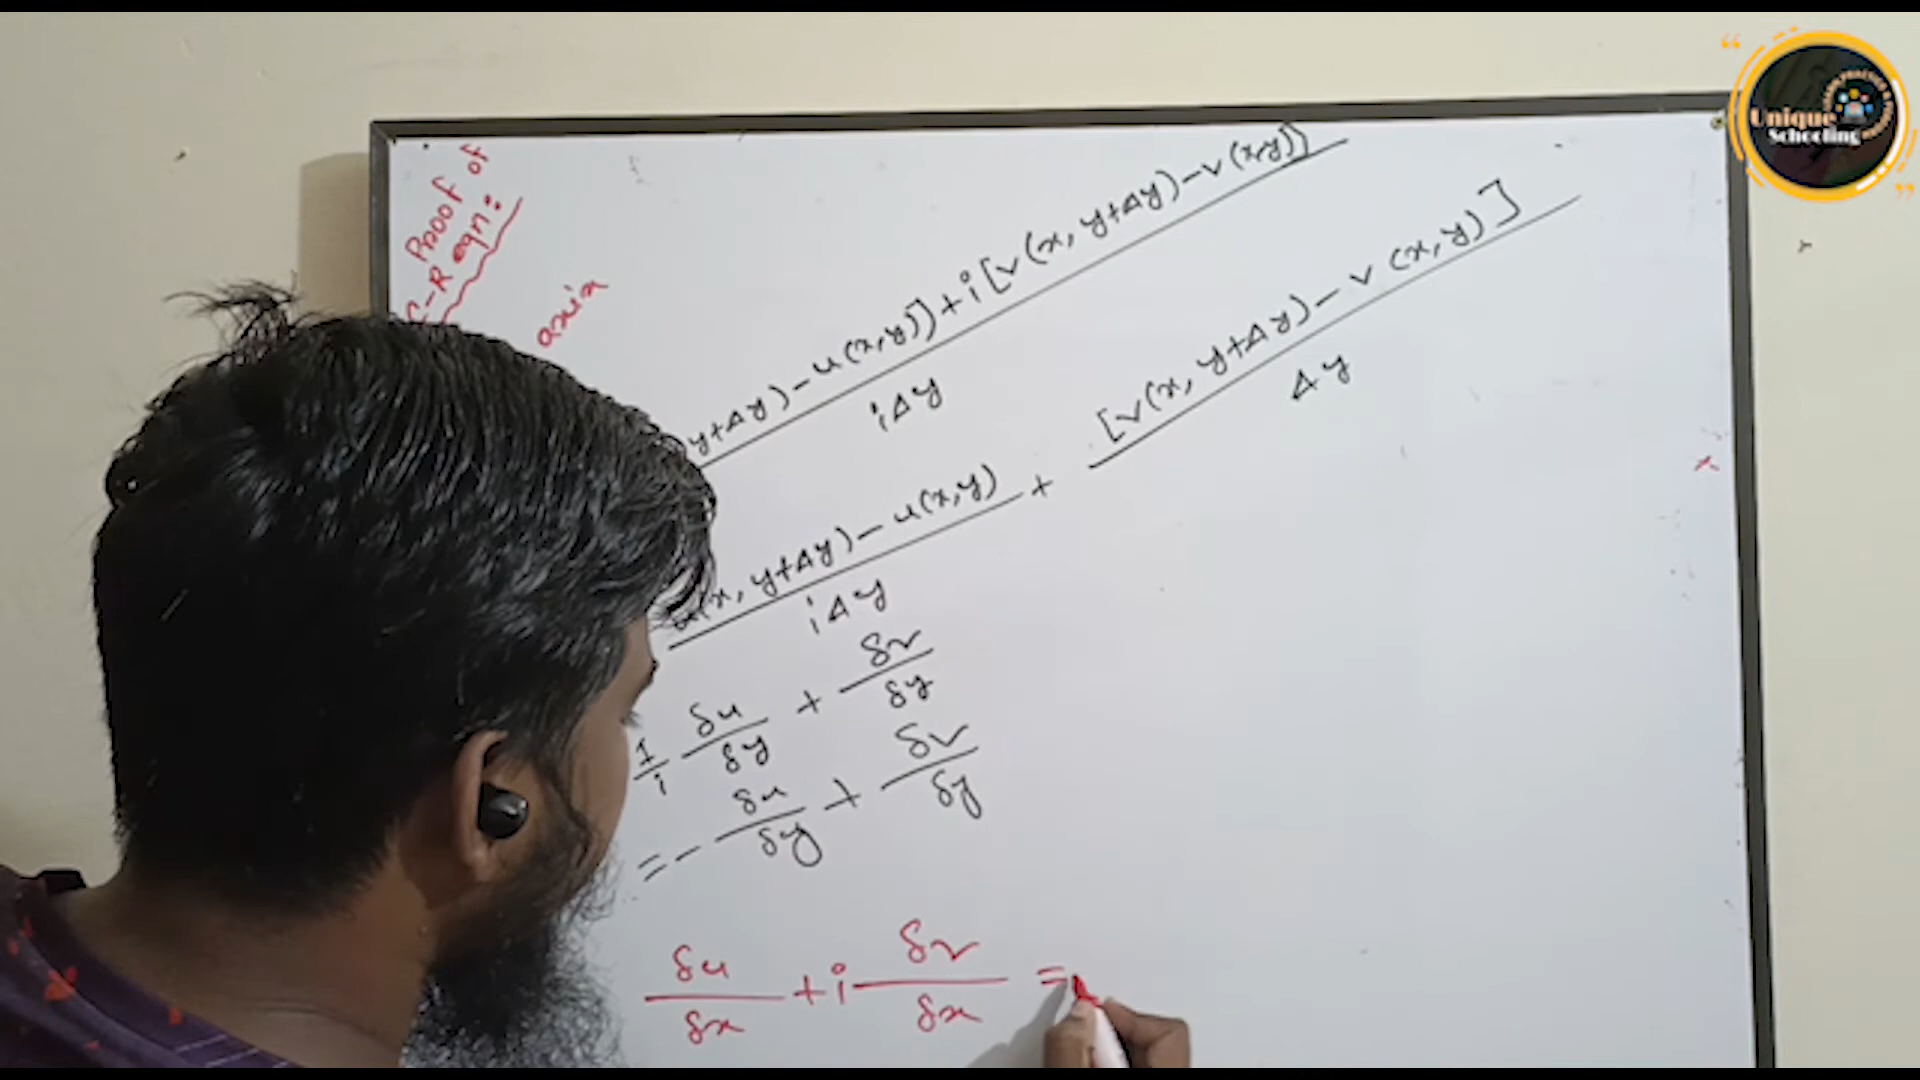 Proof of
C-R eqn:
axis
y+Δy) - u(x,y)] + i[v(x, y+Δy) - v(x,y)]
iΔy
u(x, y+Δy) - u(x,y) + [v(x, y+Δy) - v(x,y)]
iΔy Δy
1/i δu/δy + δv/δy
= - δu/δy + δv/δy
δu/δx + i δv/δx =
Unique
Schooling